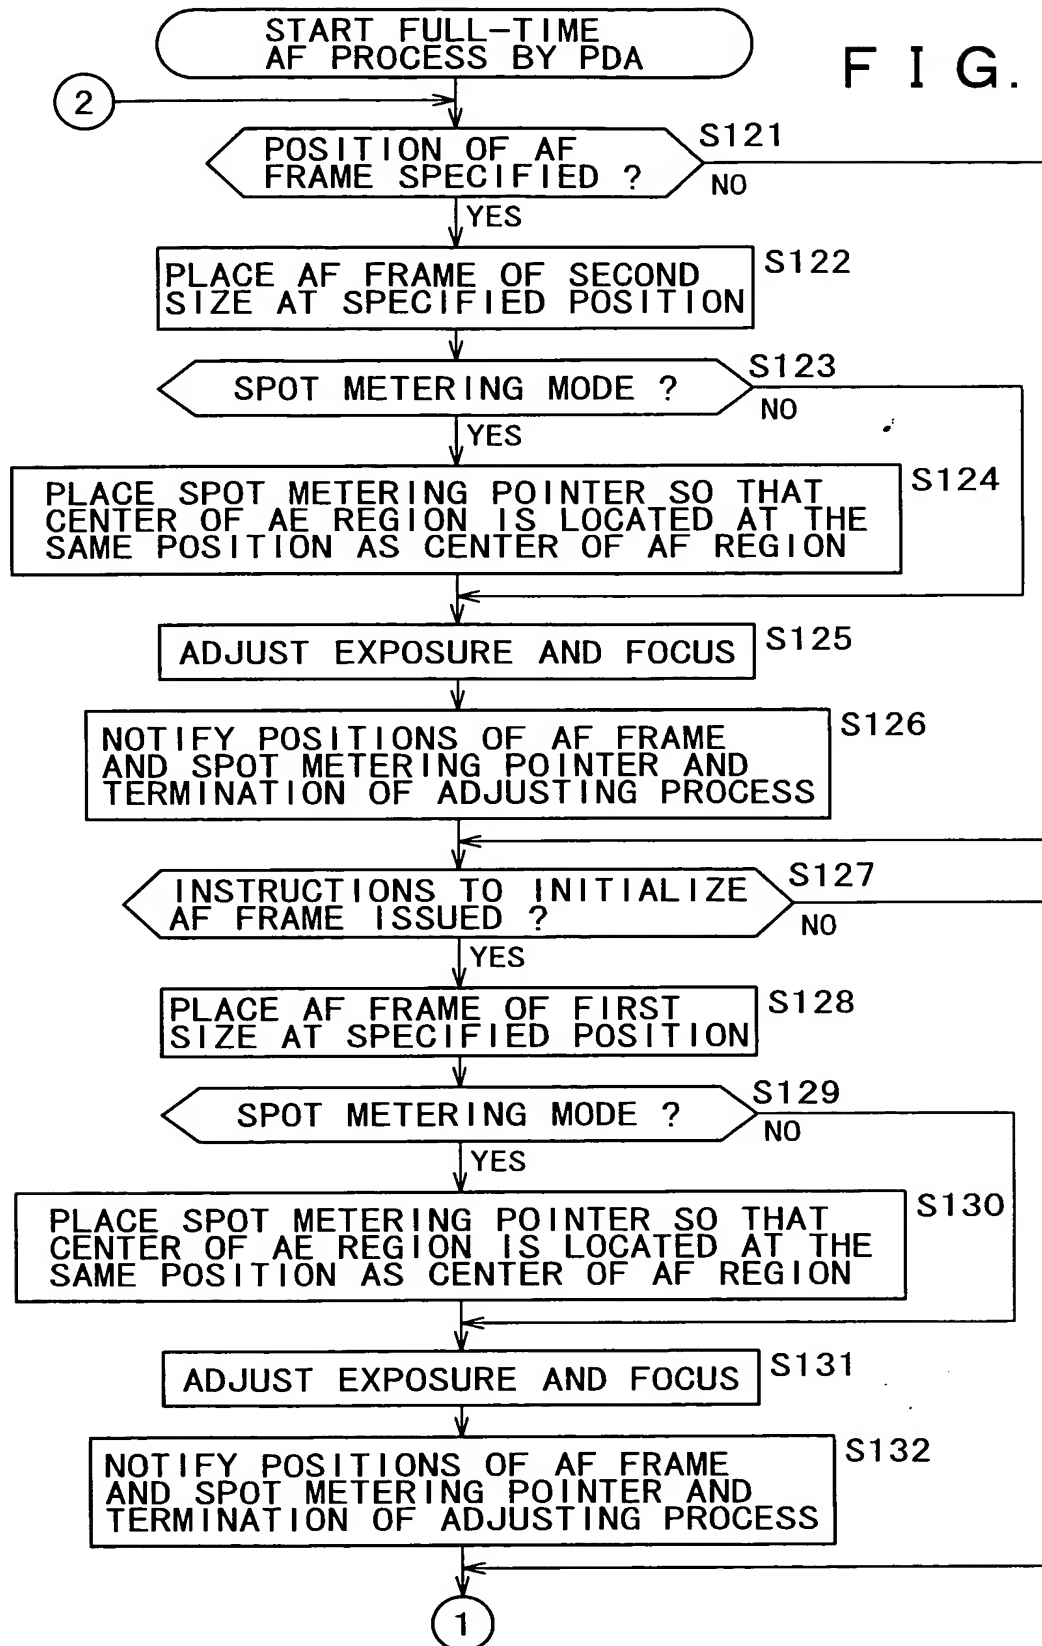 START FULL-TIME
AF PROCESS BY PDA
FIG.
2
POSITION OF AF
FRAME SPECIFIED ?
S121
NO
YES
PLACE AF FRAME OF SECOND
SIZE AT SPECIFIED POSITION
S122
SPOT METERING MODE ?
S123
NO
YES
PLACE SPOT METERING POINTER SO THAT
CENTER OF AE REGION IS LOCATED AT THE
SAME POSITION AS CENTER OF AF REGION
S124
ADJUST EXPOSURE AND FOCUS
S125
NOTIFY POSITIONS OF AF FRAME
AND SPOT METERING POINTER AND
TERMINATION OF ADJUSTING PROCESS
S126
INSTRUCTIONS TO INITIALIZE
AF FRAME ISSUED ?
S127
NO
YES
PLACE AF FRAME OF FIRST
SIZE AT SPECIFIED POSITION
S128
SPOT METERING MODE ?
S129
NO
YES
PLACE SPOT METERING POINTER SO THAT
CENTER OF AE REGION IS LOCATED AT THE
SAME POSITION AS CENTER OF AF REGION
S130
ADJUST EXPOSURE AND FOCUS
S131
NOTIFY POSITIONS OF AF FRAME
AND SPOT METERING POINTER AND
TERMINATION OF ADJUSTING PROCESS
S132
1